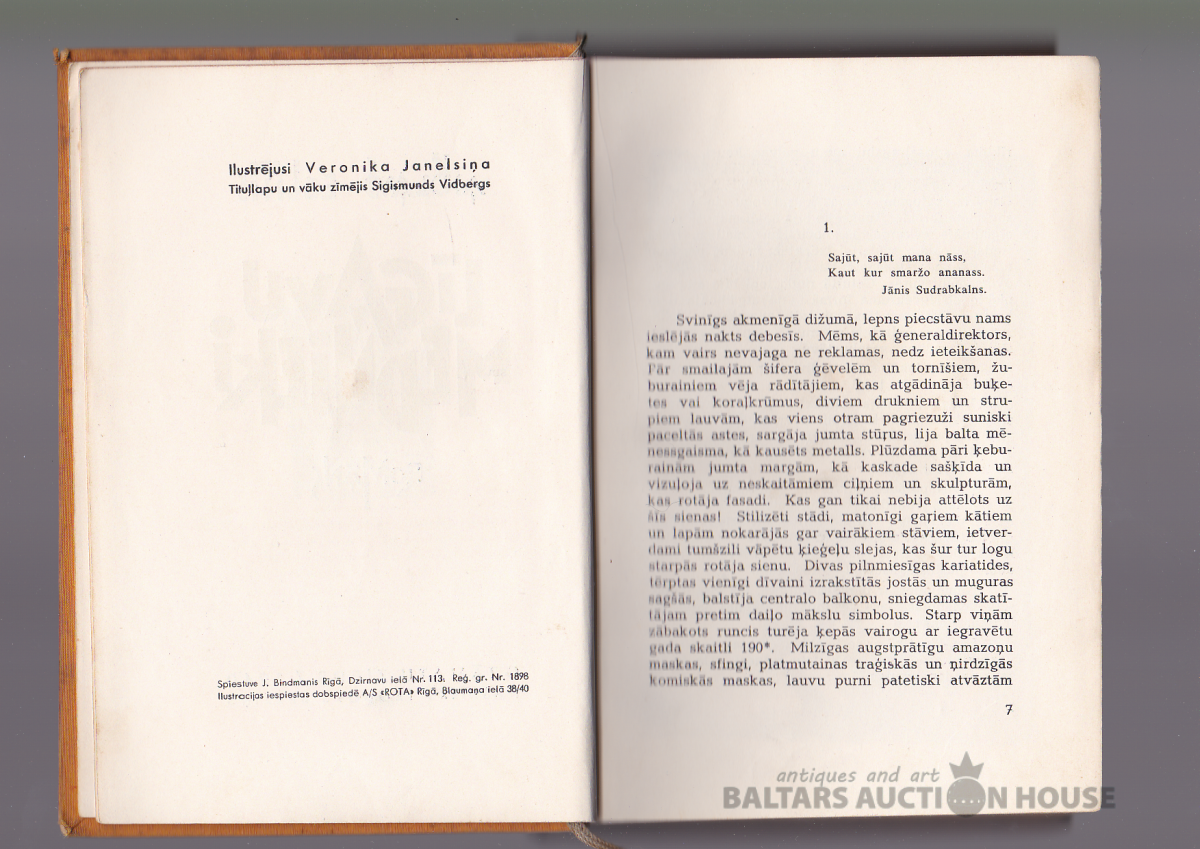 Ilustrējusi Veronika Janelsiņa
Tituļlapu un vāku zīmējis Sigismunds Vidbergs
Spiestuve J. Bindmanis Rīgā, Dzirnavu ielā Nr. 113. Reģ. gr. Nr. 1898
Ilustracijas iespiestas dobspiedē A/S «ROTA» Rīgā, Blaumaņa ielā 38/40
1.
Sajūt, sajūt mana nāss,
Kaut kur smaržo ananass.
Jānis Sudrabkalns.
Svinīgs akmenīgā dižumā, lepns piecstāvu nams
ieslējās nakts debesīs. Mēms, kā ģeneraldirektors,
kam vairs nevajaga ne reklamas, nedz ieteikšanas.
Pār smailajām šifera ģēvelēm un tornīšiem, žu-
burainiem vēja rādītājiem, kas atgādināja buķe-
tes vai koraļkrūmus, diviem drukniem un stru-
piem lauvām, kas viens otram pagriezuši suniski
paceltās astes, sargāja jumta stūŗus, lija balta mē-
nessgaisma, kā kausēts metalls. Plūzdama pāri ķebu-
rainām jumta margām, kā kaskade sašķīda un
vizuļoja uz neskaitāmiem ciļņiem un skulpturām,
kas rotāja fasadi. Kas gan tikai nebija attēlots uz
šīs sienas! Stilizēti stādi, matonīgi gaŗiem kātiem
un lapām nokarājās gar vairākiem stāviem, ietver-
dami tumšzili vāpētu ķieģeļu slejas, kas šur tur logu
starpās rotāja sienu. Divas pilnmiesīgas kariatides,
tērptas vienīgi dīvaini izrakstītās jostās un muguras
sagšās, balstīja centralo balkonu, sniegdamas skatī-
tājam pretim daiļo mākslu simbolus. Starp viņām
zābakots runcis turēja ķepās vairogu ar iegravētu
gada skaitli 190*. Milzīgas augstprātīgu amazoņu
maskas, sfingi, platmutainas traģiskās un ņirdzīgās
komiskās maskas, lauvu purni patetiski atvāztām
7
antiques and art
BALTARS AUCTION HOUSE